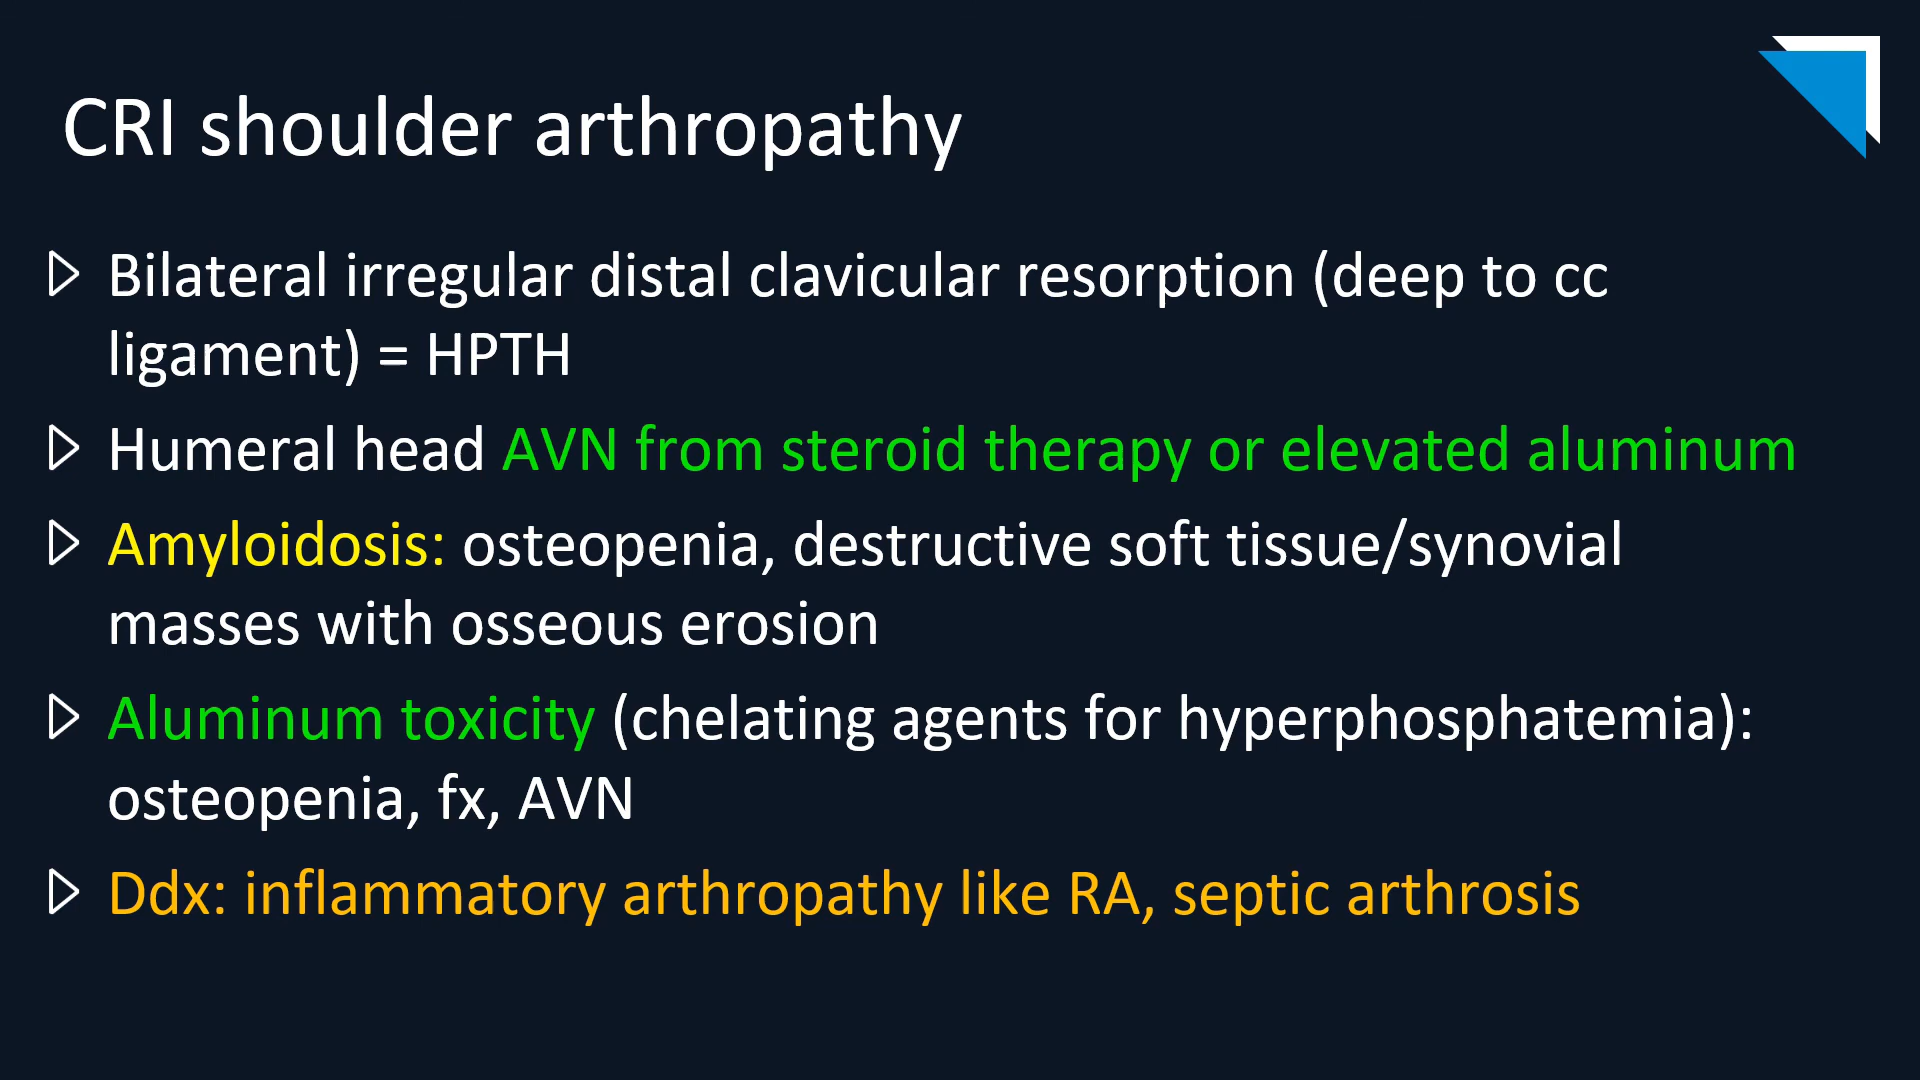 CRI shoulder arthropathy
Bilateral irregular distal clavicular resorption (deep to cc
ligament) = HPTH
Humeral head AVN from steroid therapy or elevated aluminum
Amyloidosis: osteopenia, destructive soft tissue/synovial
masses with osseous erosion
Aluminum toxicity (chelating agents for hyperphosphatemia):
osteopenia, fx, AVN
Ddx: inflammatory arthropathy like RA, septic arthrosis